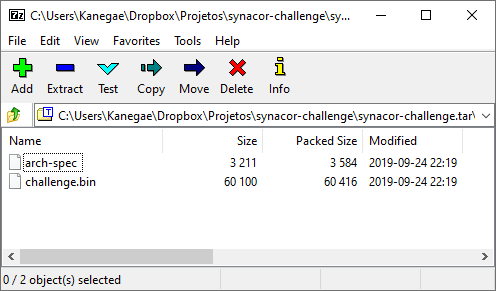 C:\Users\Kanegae\Dropbox\Projetos\synacor-challenge\sy...
File Edit View Favorites Tools Help
Add Extract Test Copy Move Delete Info
C:\Users\Kanegae\Dropbox\Projetos\synacor-challenge\synacor-challenge.tar\
Name Size Packed Size Modified
arch-spec 3 211 3 584 2019-09-24 22:19
challenge.bin 60 100 60 416 2019-09-24 22:19
0 / 2 object(s) selected